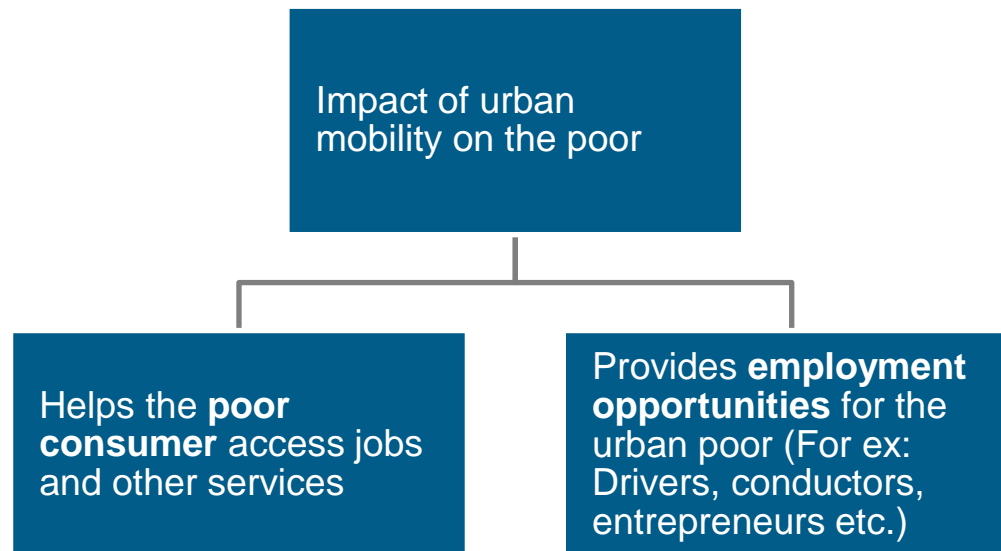 Impact of urban
mobility on the poor
Helps the poor
consumer access jobs
and other services
Provides employment
opportunities for the
urban poor (For ex:
Drivers, conductors,
entrepreneurs etc.)